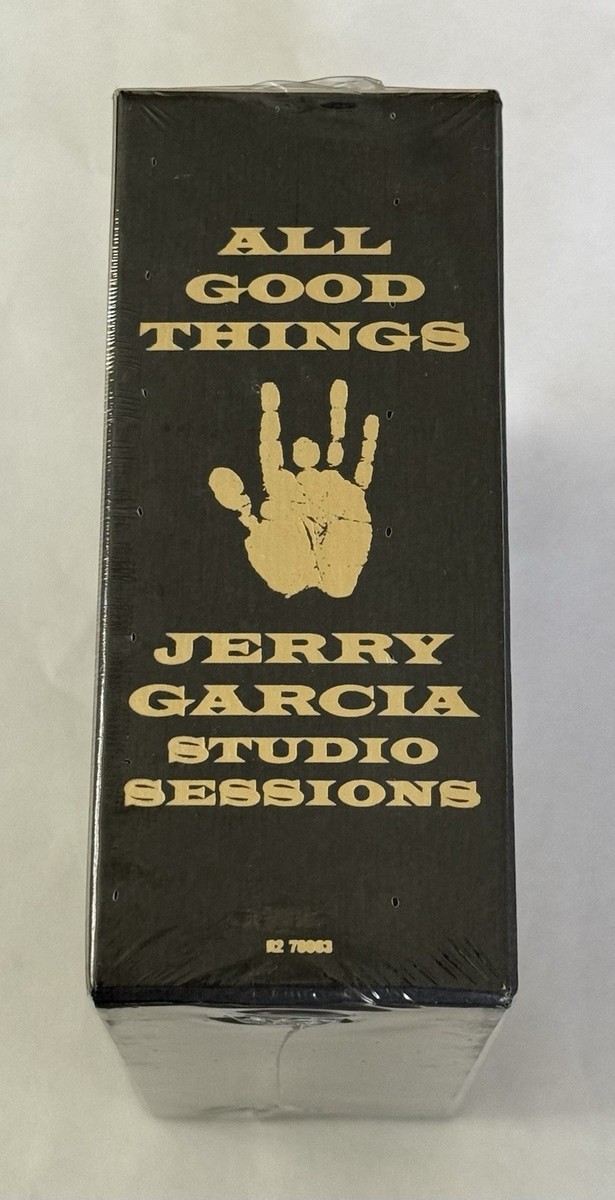 ALL
GOOD
THINGS
JERRY
GARCIA
STUDIO
SESSIONS
R2 78063